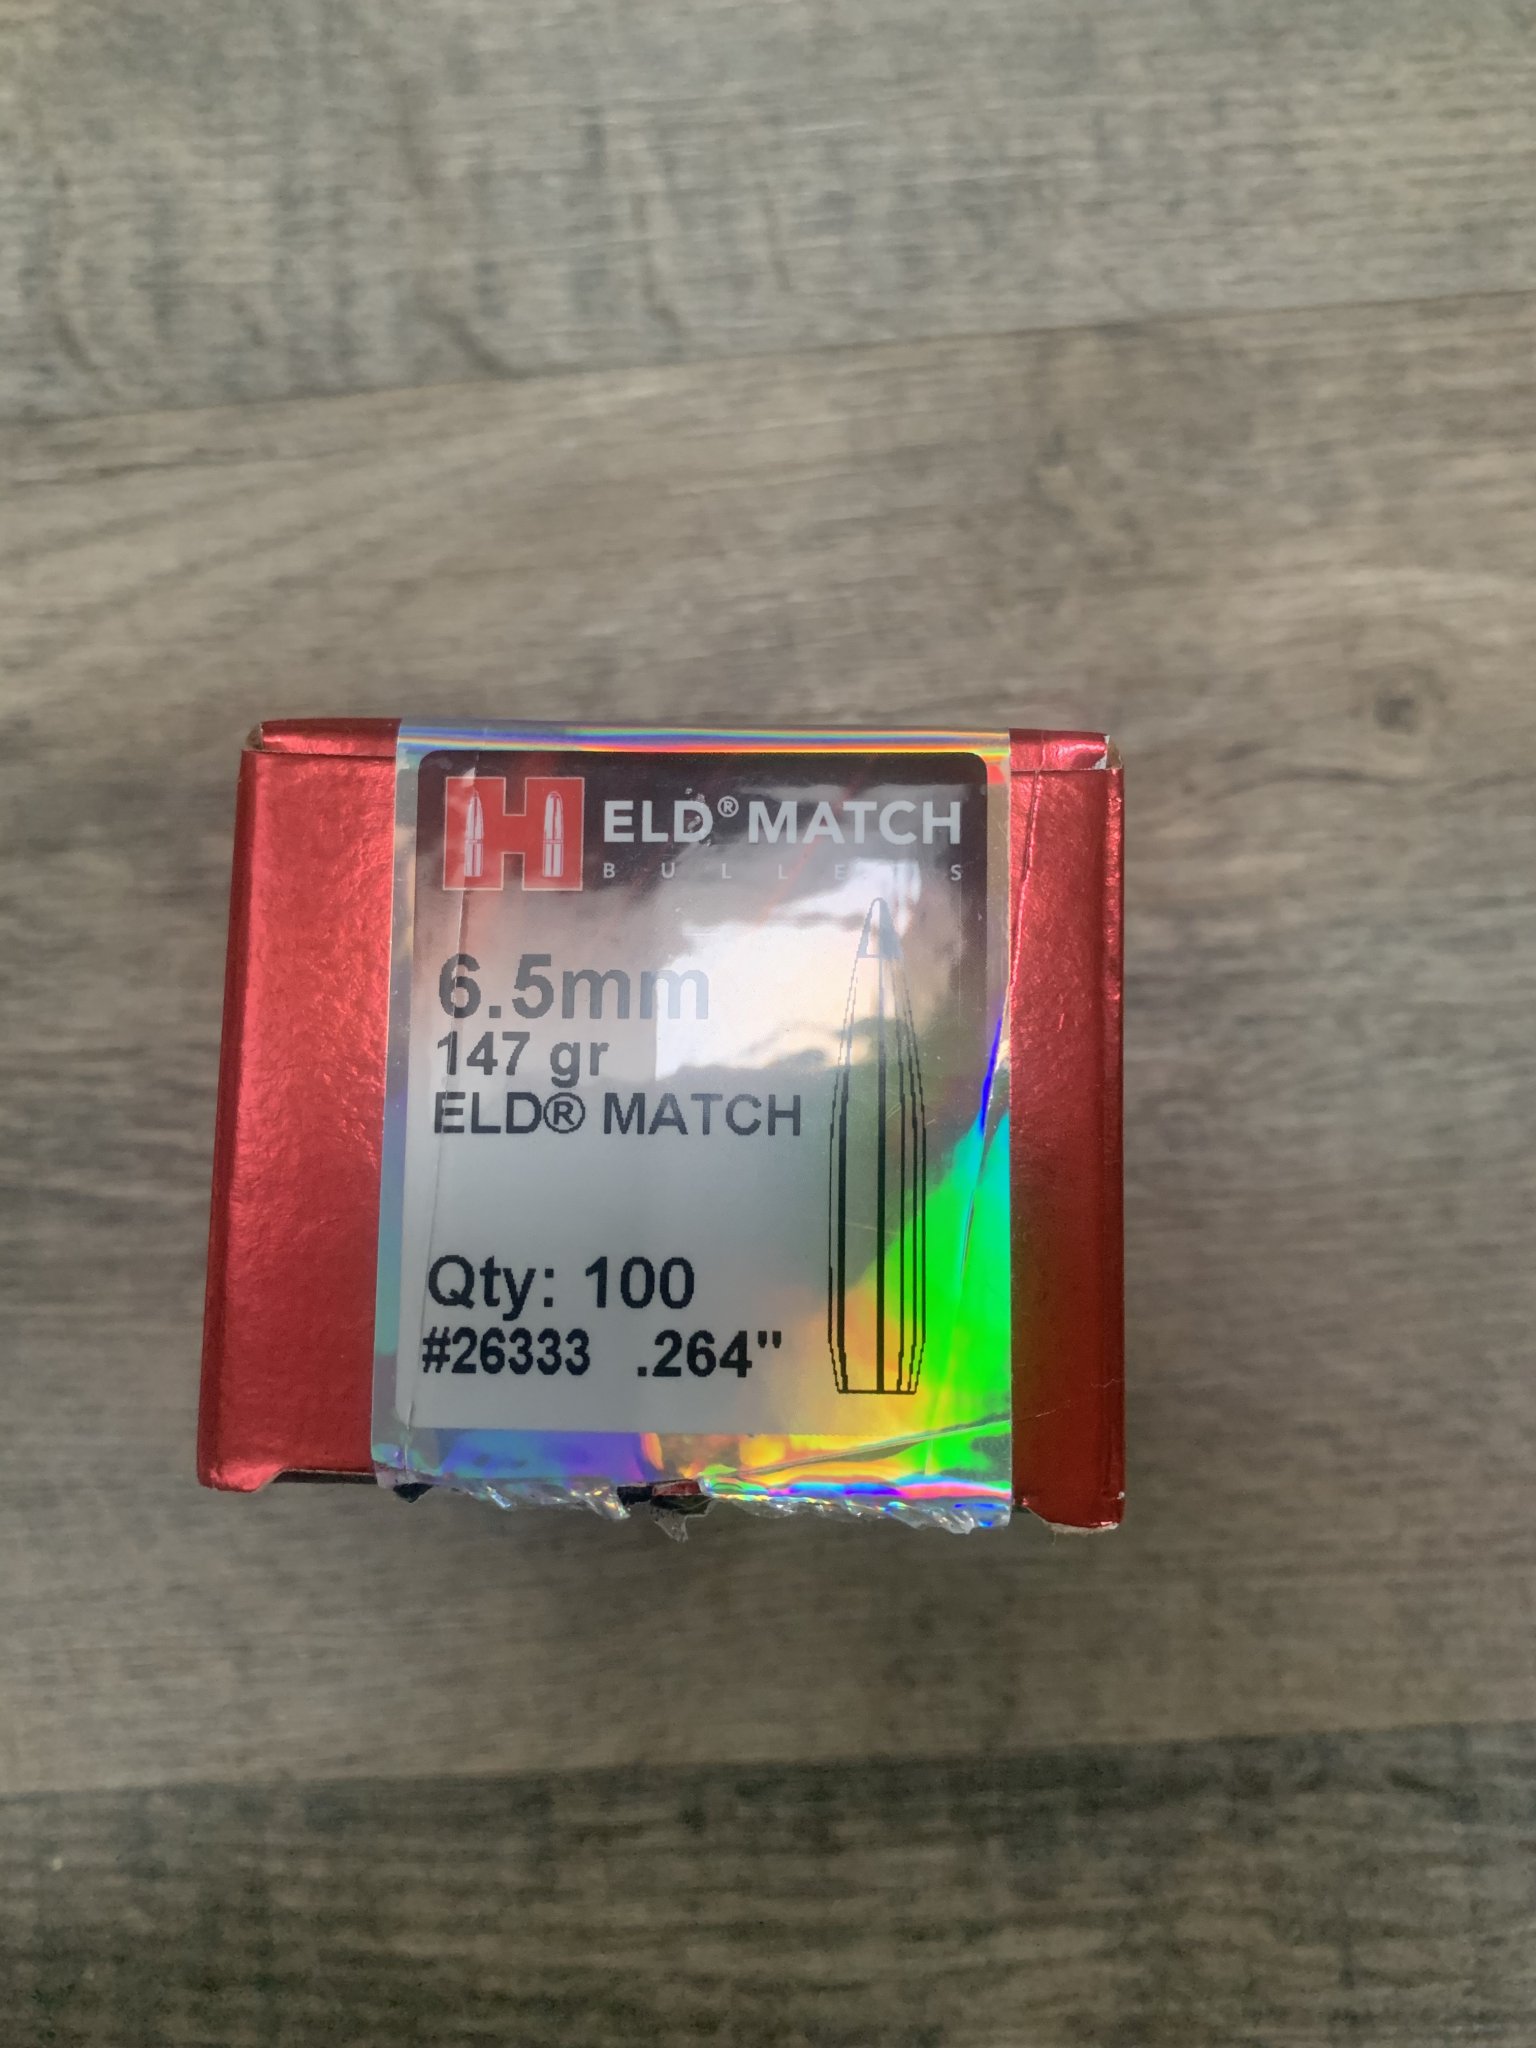 H ELD® MATCH
BULLETS
6.5mm
147 gr
ELD® MATCH
Qty: 100
#26333 .264"